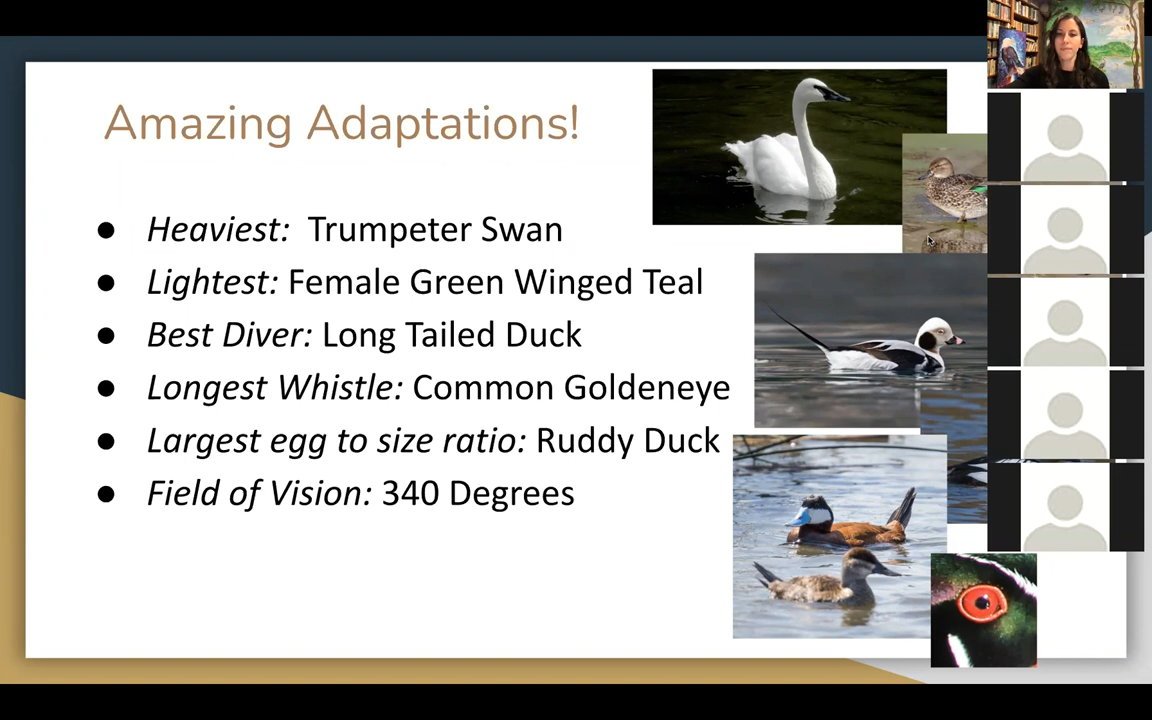 Amazing Adaptations!
● Heaviest: Trumpeter Swan
● Lightest: Female Green Winged Teal
● Best Diver: Long Tailed Duck
● Longest Whistle: Common Goldeneye
● Largest egg to size ratio: Ruddy Duck
● Field of Vision: 340 Degrees